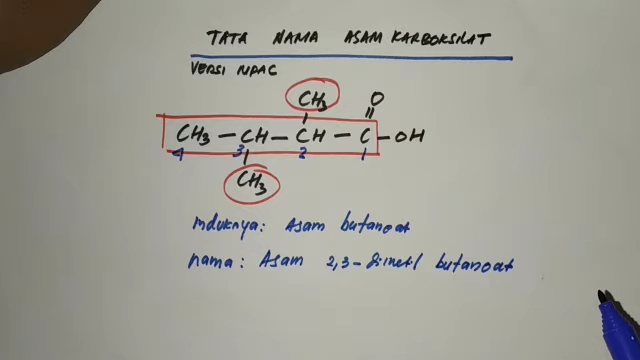 TATA NAMA ASAM KARBOKSILAT
VERSI IUPAC
CH₃ O
||
CH₃ — CH — CH — C — OH
4 3 2 1
CH₃
Induknya: Asam butanoat
nama: Asam 2,3-dimetil butanoat